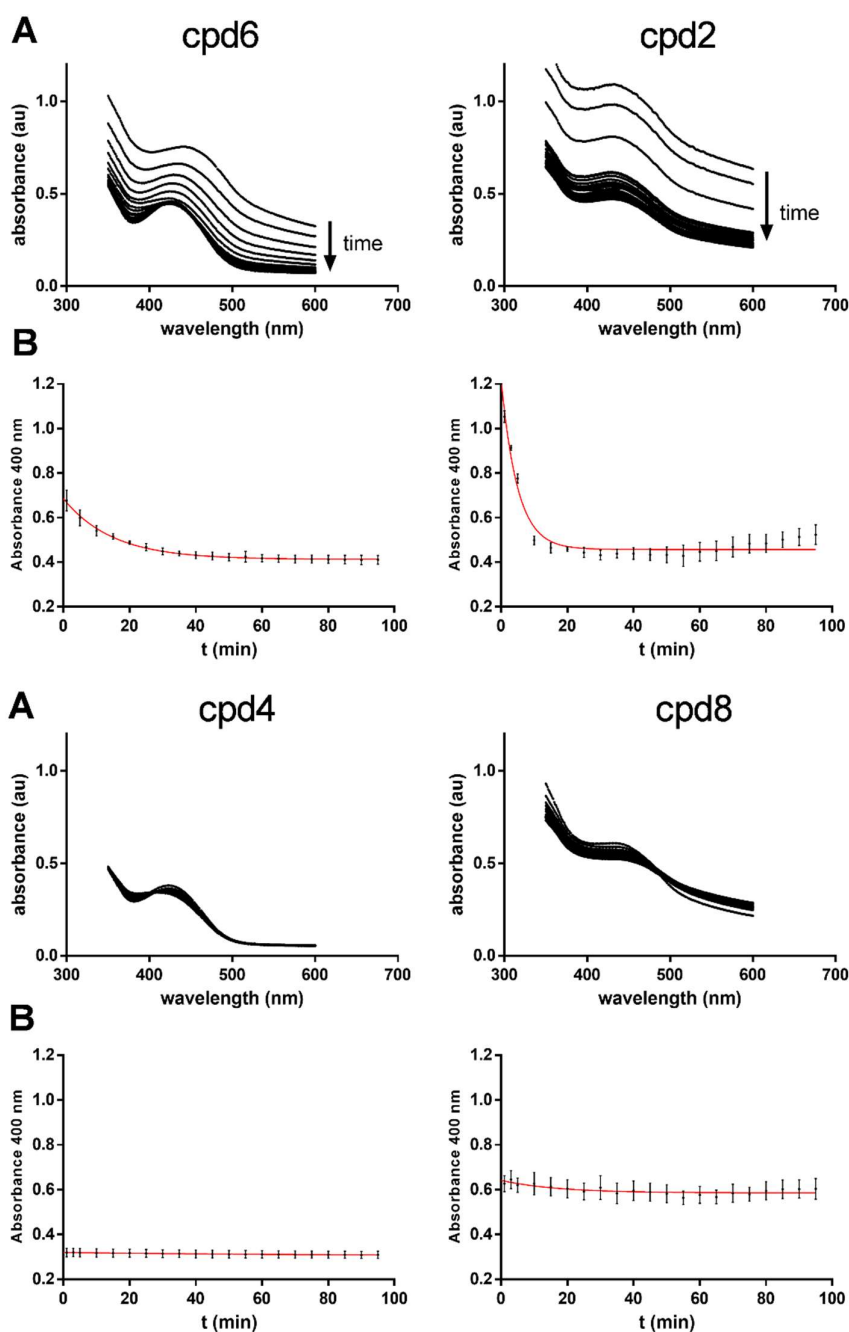 A
cpd6
cpd2
absorbance (au)
1.0
0.5
0.0
300 400 500 600 700
wavelength (nm)
time
absorbance (au)
1.0
0.5
0.0
300 400 500 600 700
wavelength (nm)
time
B
Absorbance 400 nm
1.2
1.0
0.8
0.6
0.4
0.2
0 20 40 60 80 100
t (min)
Absorbance 400 nm
1.2
1.0
0.8
0.6
0.4
0.2
0 20 40 60 80 100
t (min)
A
cpd4
cpd8
absorbance (au)
1.0
0.5
0.0
300 400 500 600 700
wavelength (nm)
absorbance (au)
1.0
0.5
0.0
300 400 500 600 700
wavelength (nm)
B
Absorbance 400 nm
1.2
1.0
0.8
0.6
0.4
0.2
0 20 40 60 80 100
t (min)
Absorbance 400 nm
1.2
1.0
0.8
0.6
0.4
0.2
0 20 40 60 80 100
t (min)